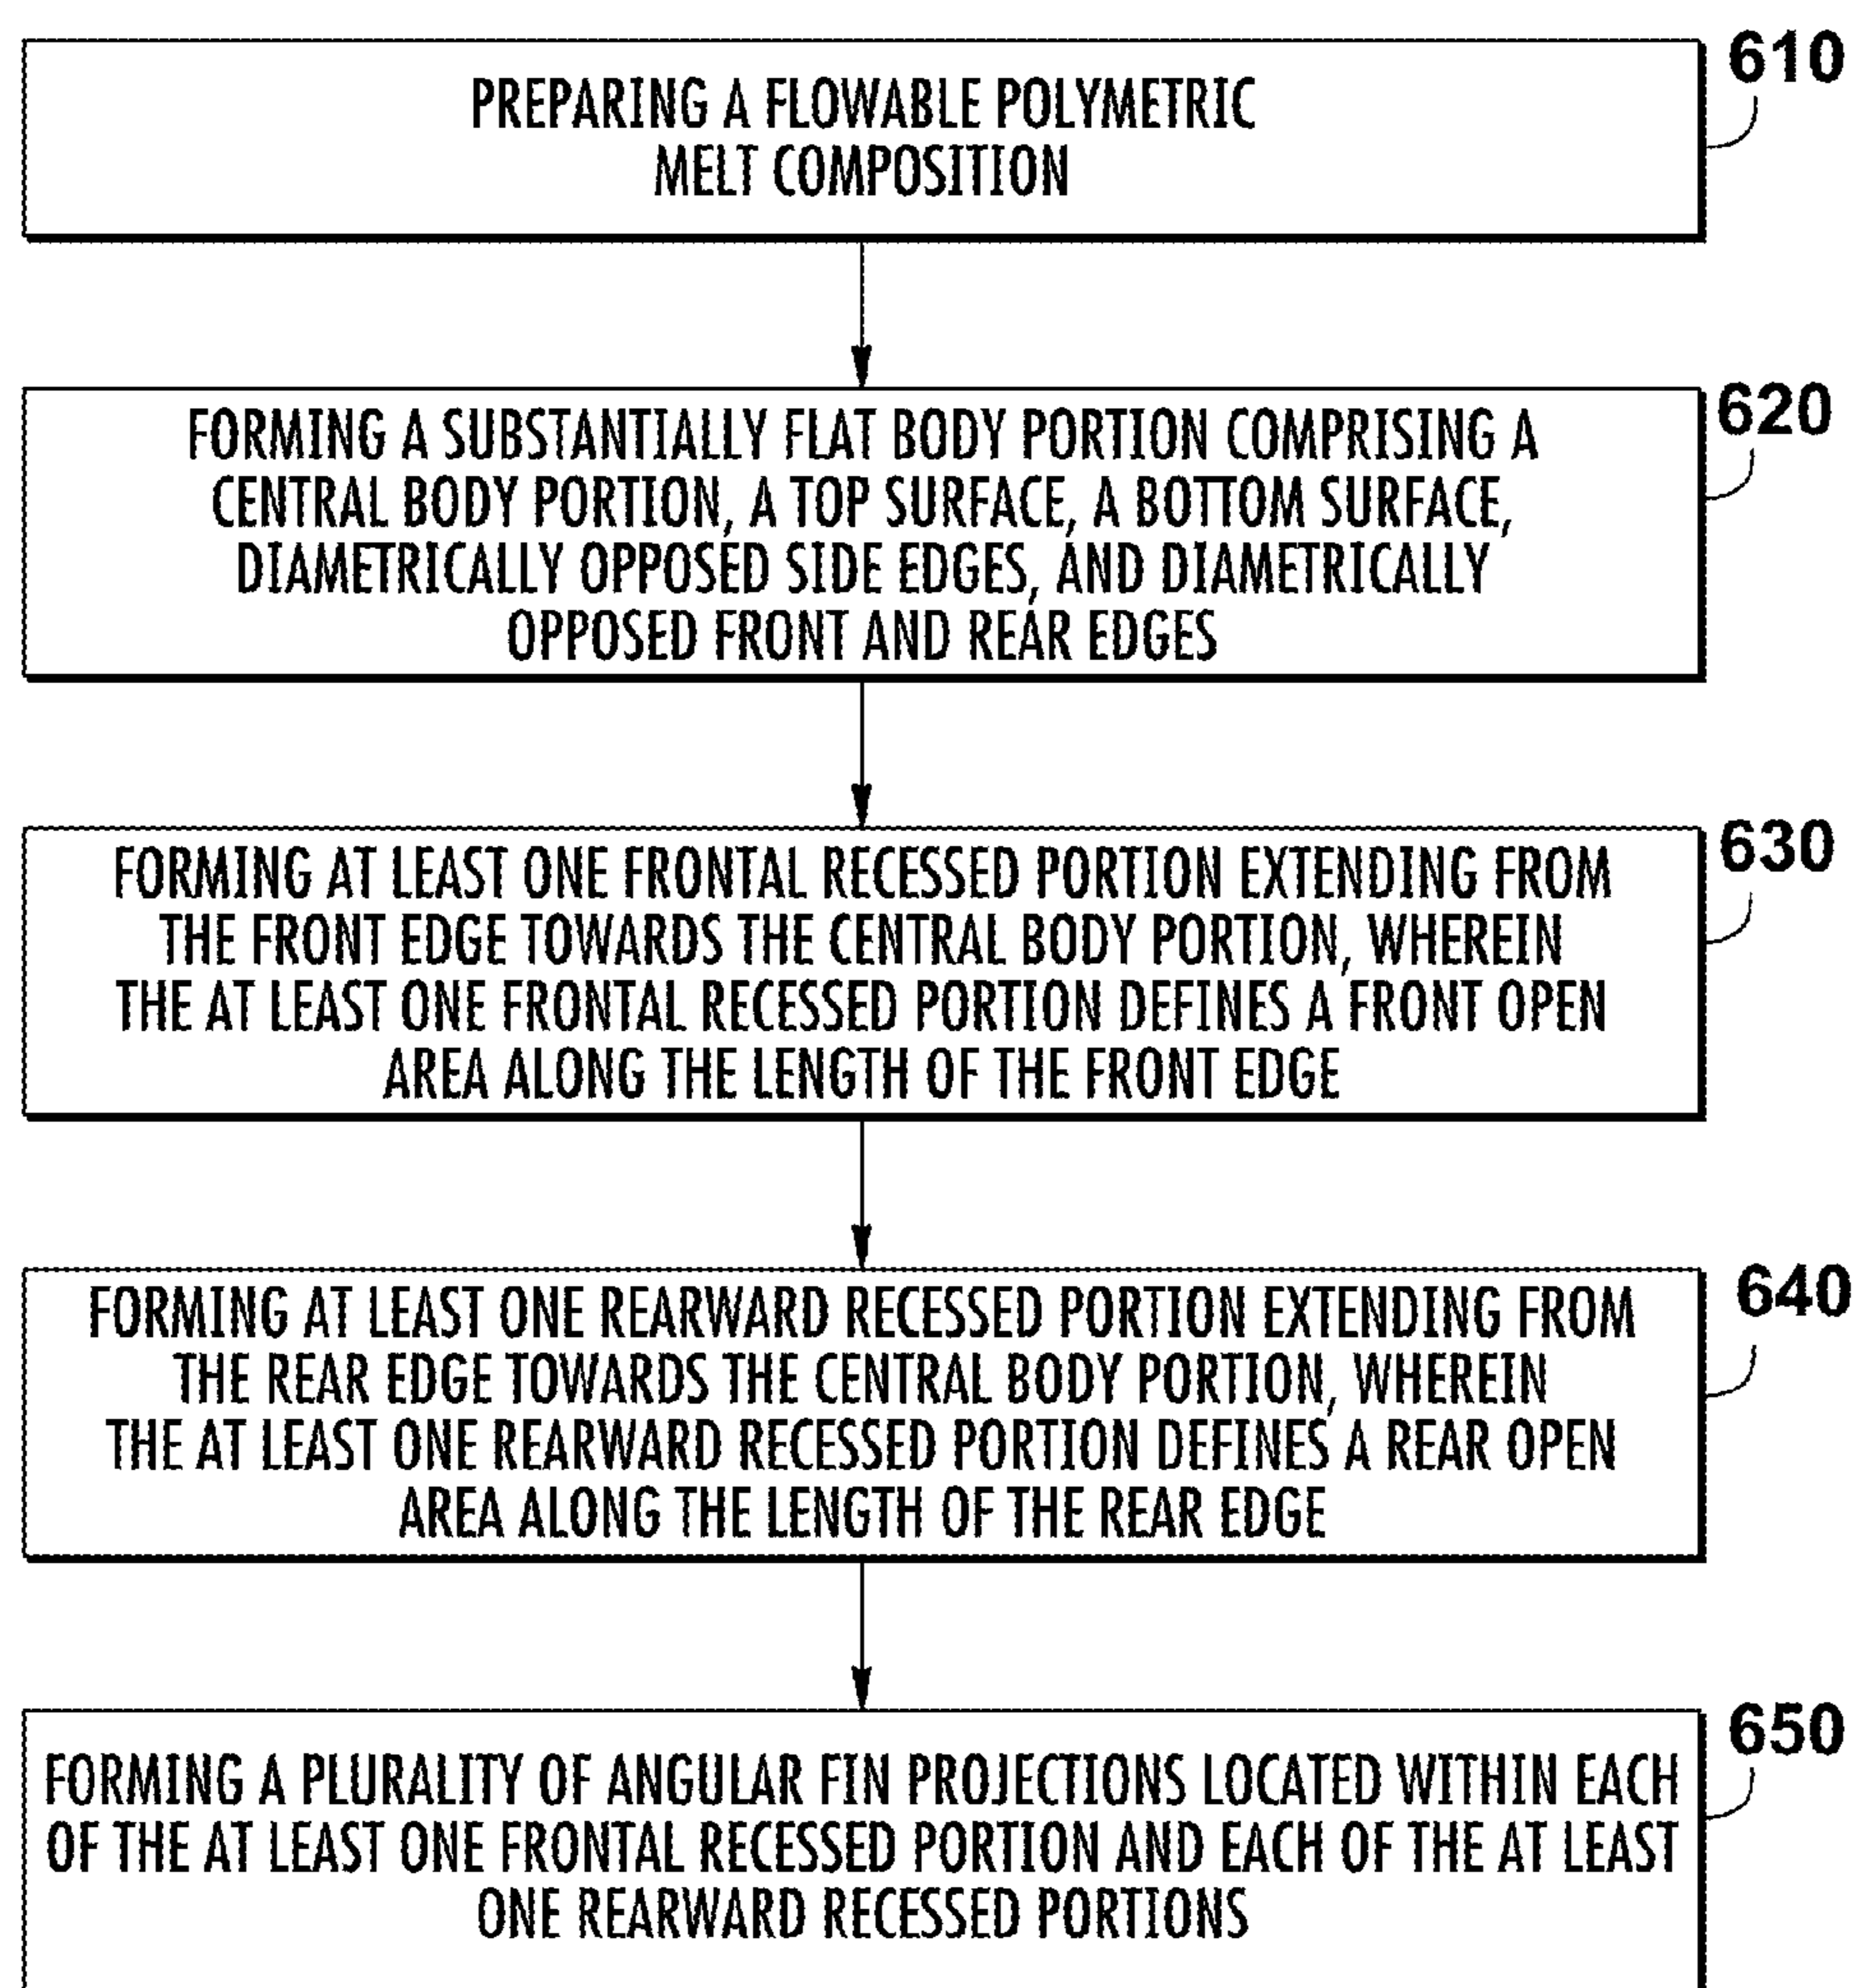 610
PREPARING A FLOWABLE POLYMETRIC
MELT COMPOSITION
620
FORMING A SUBSTANTIALLY FLAT BODY PORTION COMPRISING A
CENTRAL BODY PORTION, A TOP SURFACE, A BOTTOM SURFACE,
DIAMETRICALLY OPPOSED SIDE EDGES, AND DIAMETRICALLY
OPPOSED FRONT AND REAR EDGES
630
FORMING AT LEAST ONE FRONTAL RECESSED PORTION EXTENDING FROM
THE FRONT EDGE TOWARDS THE CENTRAL BODY PORTION, WHEREIN
THE AT LEAST ONE FRONTAL RECESSED PORTION DEFINES A FRONT OPEN
AREA ALONG THE LENGTH OF THE FRONT EDGE
640
FORMING AT LEAST ONE REARWARD RECESSED PORTION EXTENDING FROM
THE REAR EDGE TOWARDS THE CENTRAL BODY PORTION, WHEREIN
THE AT LEAST ONE REARWARD RECESSED PORTION DEFINES A REAR OPEN
AREA ALONG THE LENGTH OF THE REAR EDGE
650
FORMING A PLURALITY OF ANGULAR FIN PROJECTIONS LOCATED WITHIN EACH
OF THE AT LEAST ONE FRONTAL RECESSED PORTION AND EACH OF THE AT LEAST
ONE REARWARD RECESSED PORTIONS